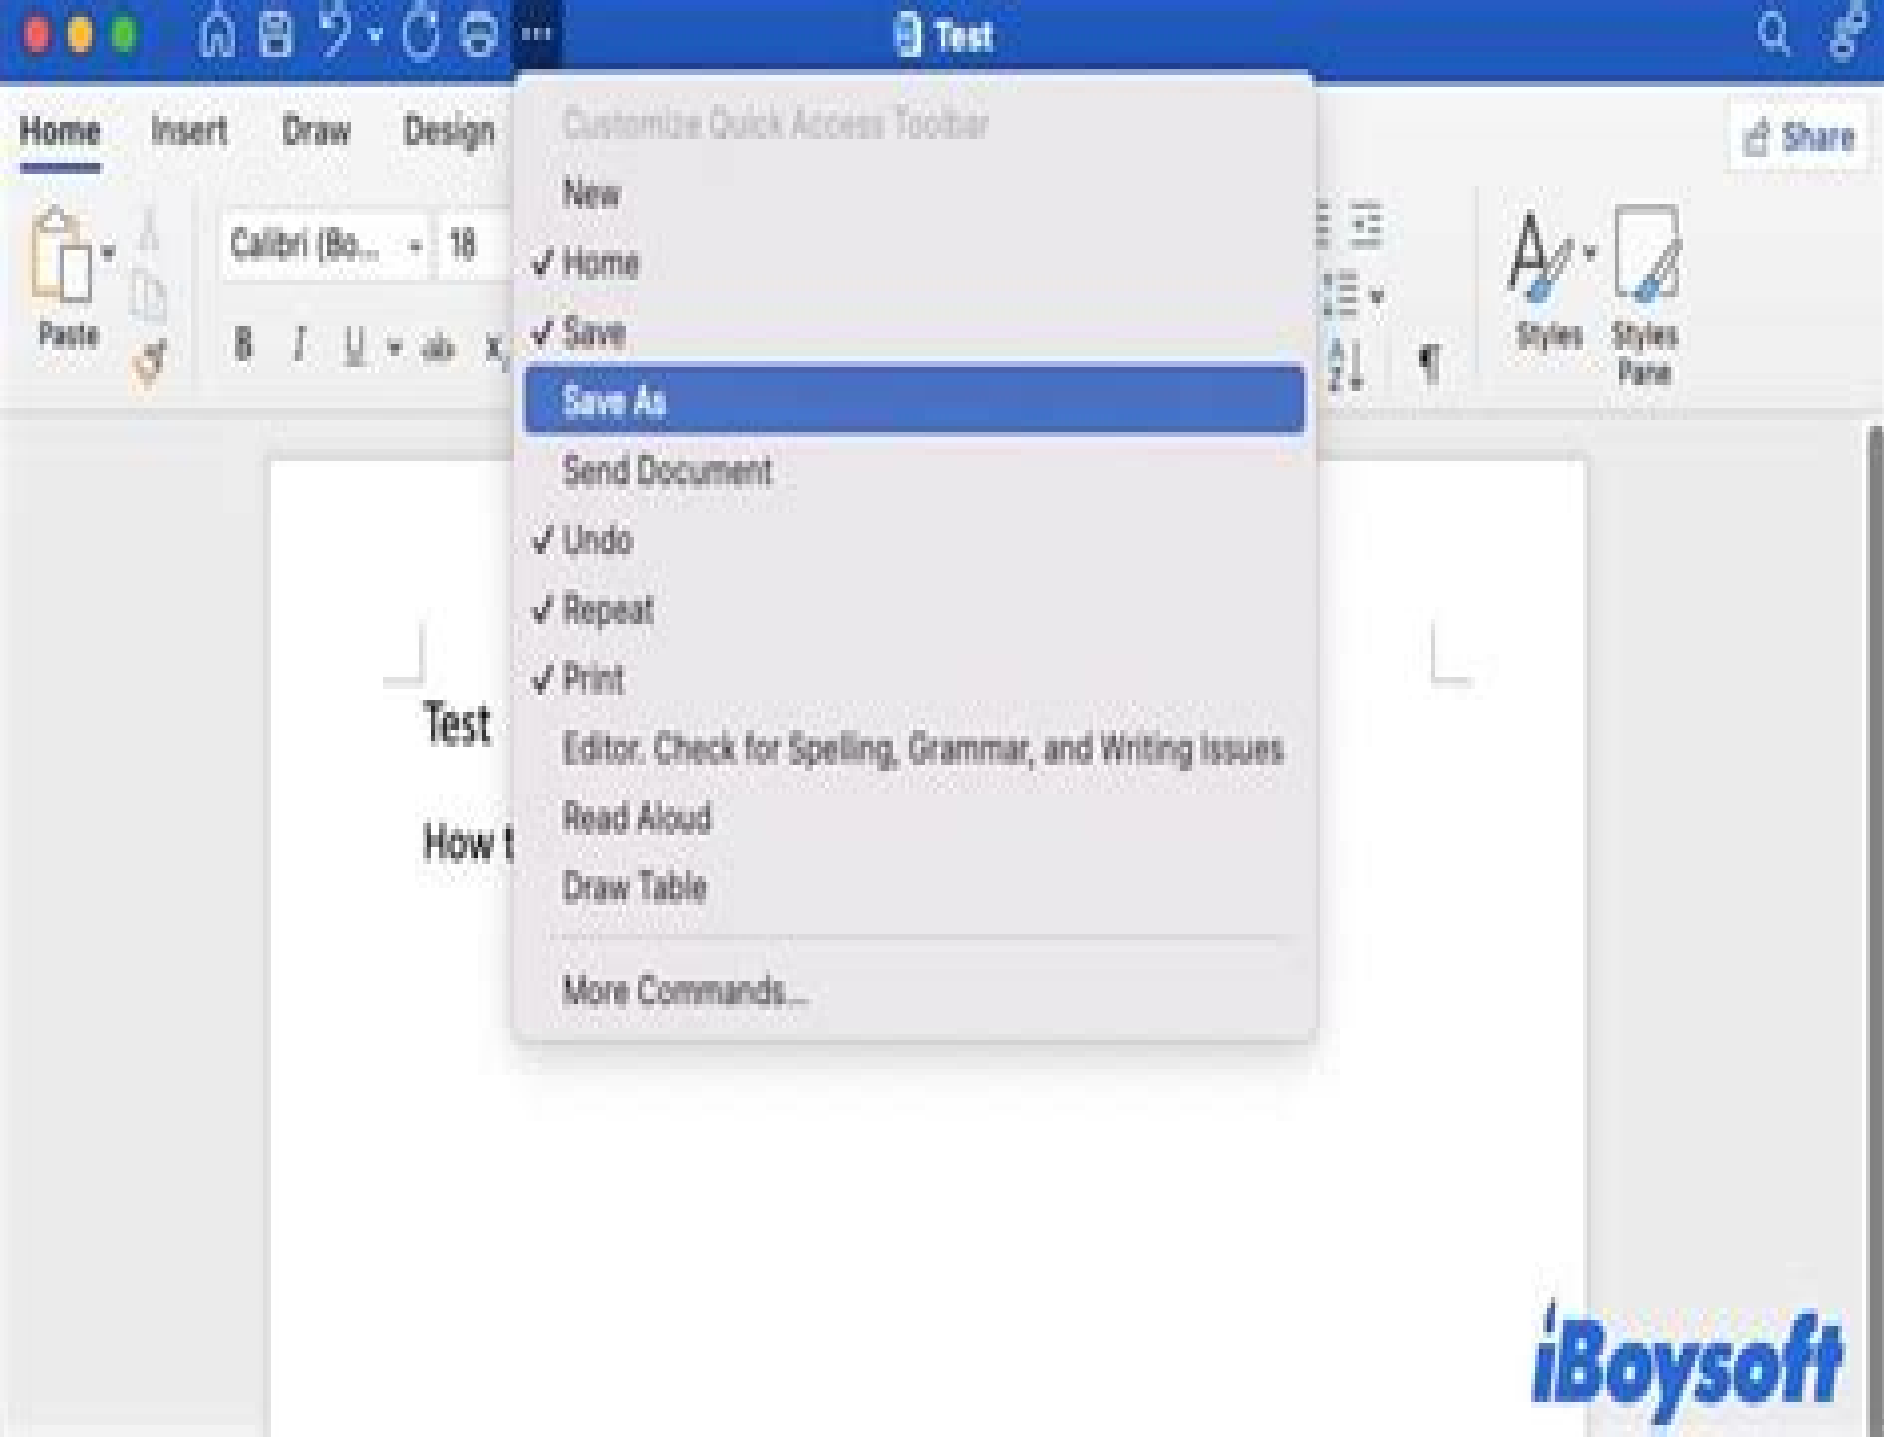 Test
Home Insert Draw Design
Share
Calibri (Bo... 18
Paste
B I U ab X
Styles
Styles Pane
Customize Quick Access Toolbar
New
✓ Home
✓ Save
Save As
Send Document
✓ Undo
✓ Repeat
✓ Print
Editor. Check for Spelling, Grammar, and Writing Issues
Read Aloud
Draw Table
More Commands...
Test
How t
iBoysoft